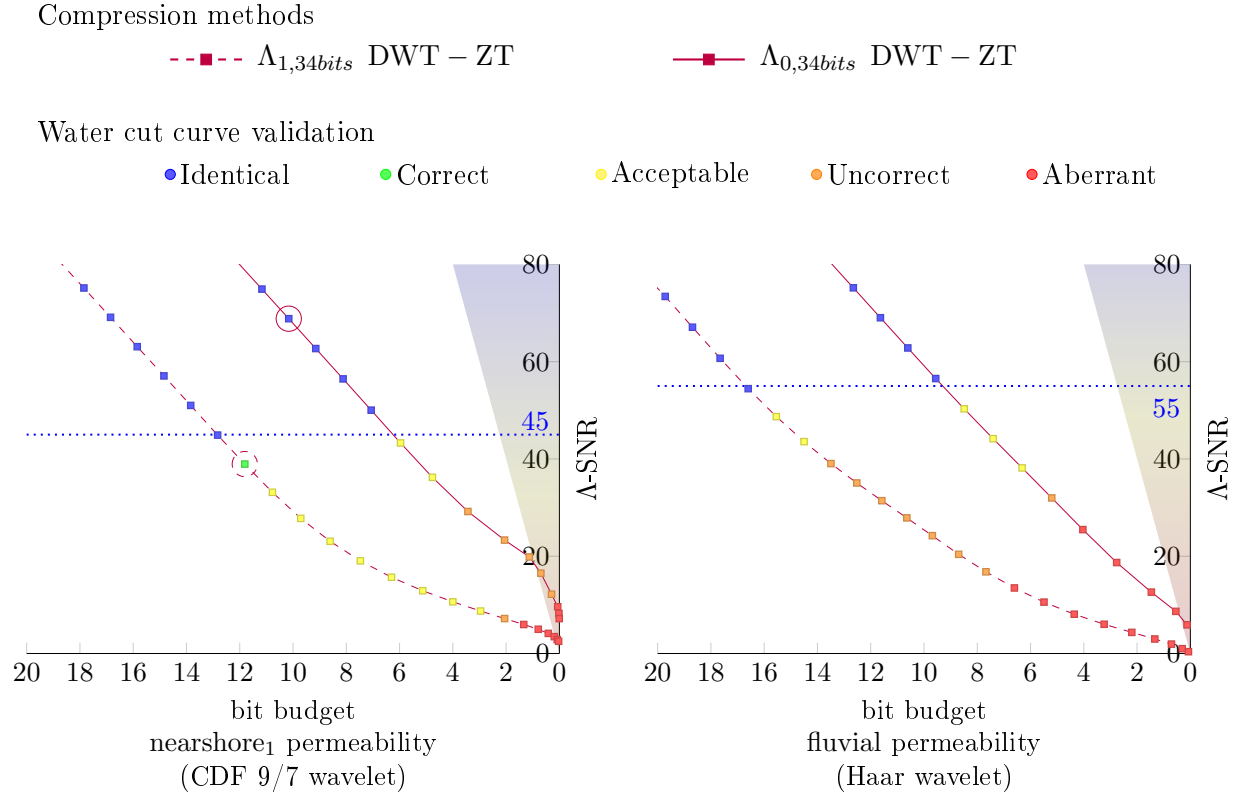 Compression methods
Λ1,34bits DWT − ZT Λ0,34bits DWT − ZT
Water cut curve validation
Identical Correct Acceptable Uncorrect Aberrant
80
60
45
40
20
0
Λ-SNR
20 18 16 14 12 10 8 6 4 2 0
bit budget
nearshore₁ permeability
(CDF 9/7 wavelet)
80
60
55
40
20
0
Λ-SNR
20 18 16 14 12 10 8 6 4 2 0
bit budget
fluvial permeability
(Haar wavelet)